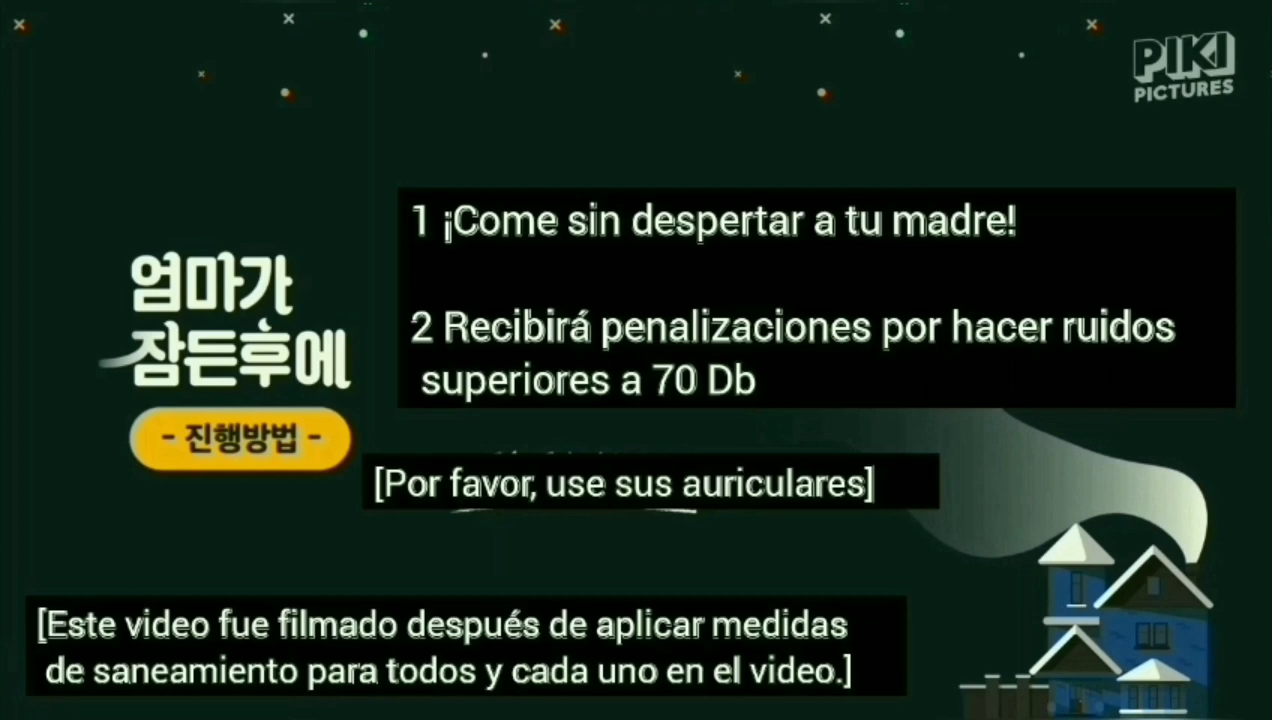 PIKI
PICTURES
1 ¡Come sin despertar a tu madre!
2 Recibirá penalizaciones por hacer ruidos
superiores a 70 Db
엄마가
잠든후에
- 진행방법 -
[Por favor, use sus auriculares]
[Este video fue filmado después de aplicar medidas
de saneamiento para todos y cada uno en el video.]